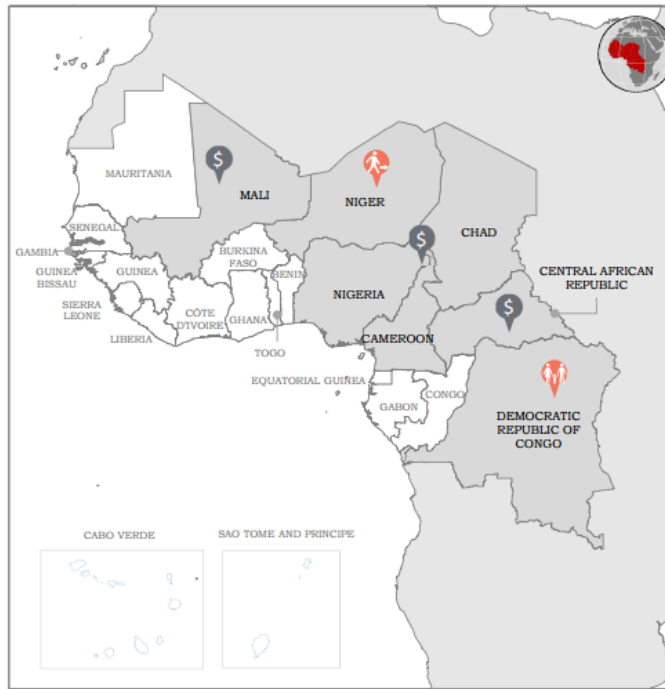 $
MAURITANIA
MALI
NIGER
CHAD
SENEGAL
GAMBIA
GUINEA
BISSAU
GUINEA
SIERRA
LEONE
LIBERIA
CÔTE
D'IVOIRE
BURKINA
FASO
GHANA
BENIN
TOGO
NIGERIA
$
CENTRAL AFRICAN
REPUBLIC
$
CAMEROON
EQUATORIAL GUINEA
GABON
CONGO
DEMOCRATIC
REPUBLIC OF
CONGO
CABO VERDE
SAO TOME AND PRINCIPE